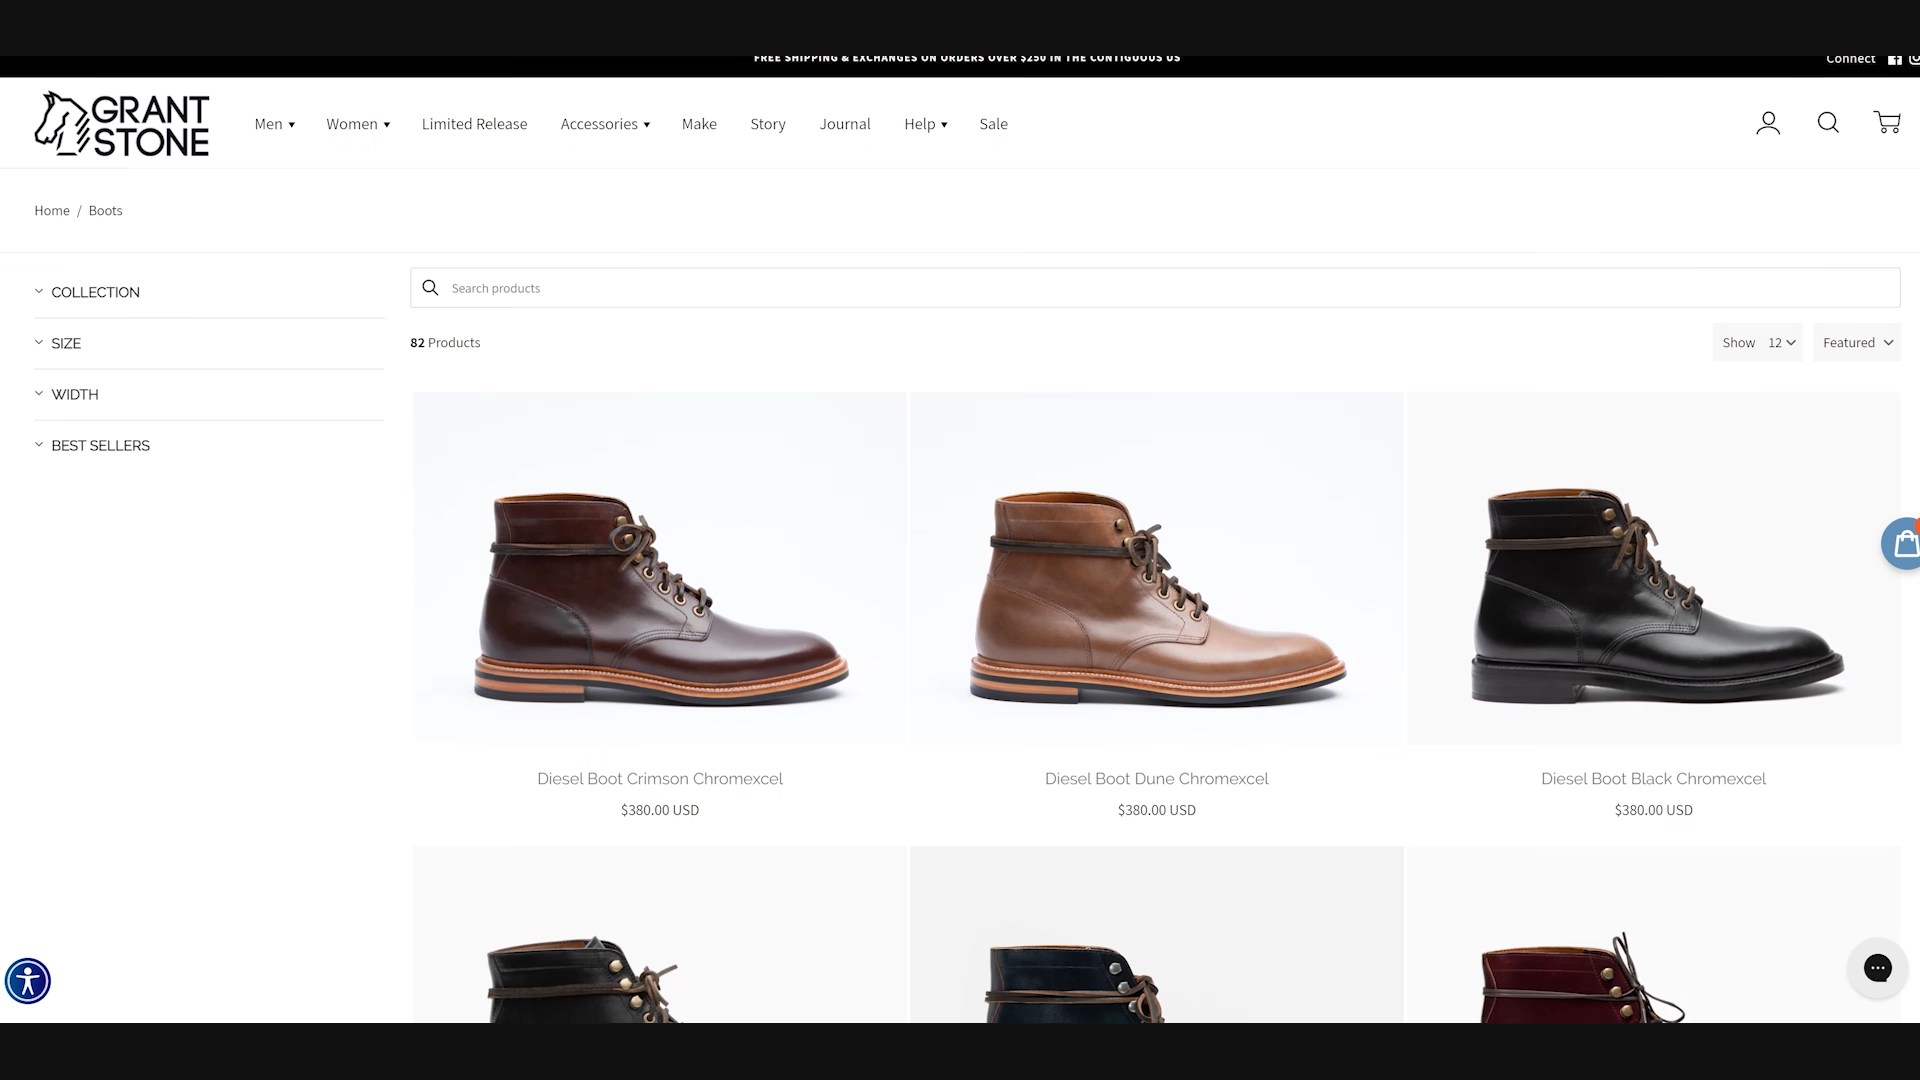 FREE SHIPPING & EXCHANGES ON ORDERS OVER $250 IN THE CONTIGUOUS US
Connect
GRANT
STONE
Men
Women
Limited Release
Accessories
Make
Story
Journal
Help
Sale
Home / Boots
COLLECTION
SIZE
WIDTH
BEST SELLERS
Search products
82 Products
Show 12
Featured
Diesel Boot Crimson Chromexcel
$380.00 USD
Diesel Boot Dune Chromexcel
$380.00 USD
Diesel Boot Black Chromexcel
$380.00 USD